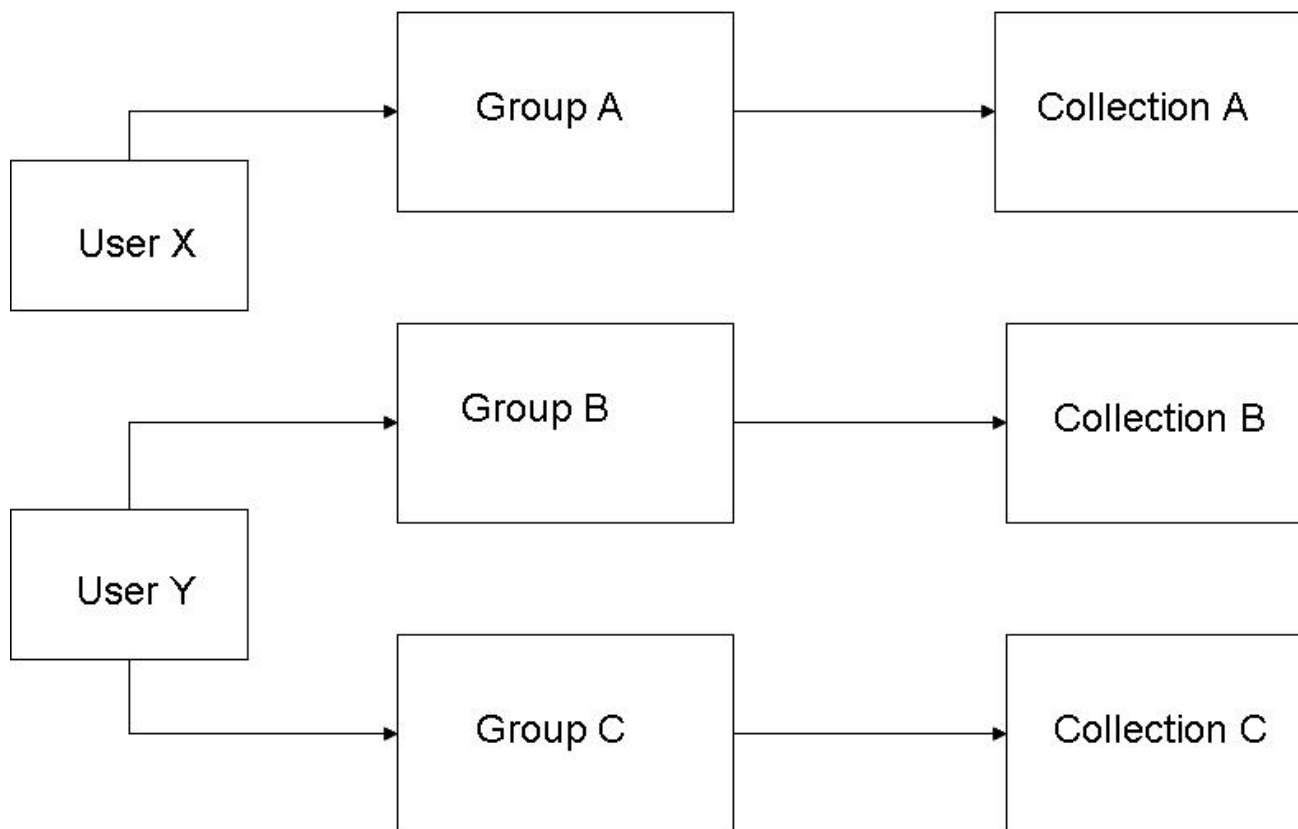 Group A
Collection A
User X
Group B
Collection B
User Y
Group C
Collection C